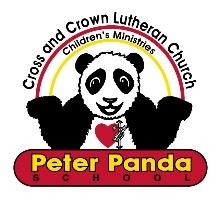 Cross and Crown Lutheran Church
Children's Ministries
Peter Panda
SCHOOL